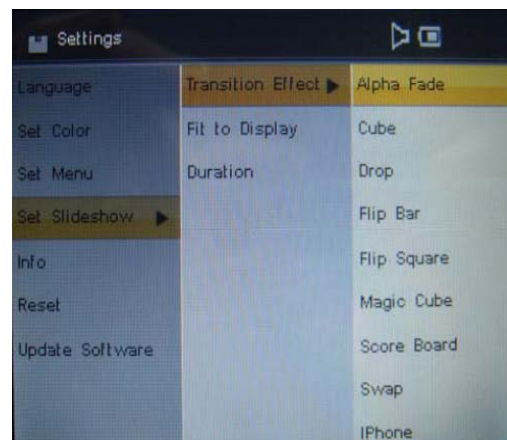 Settings
Language
Set Color
Set Menu
Set Slideshow
Info
Reset
Update Software
Transition Effect
Fit to Display
Duration
Alpha Fade
Cube
Drop
Flip Bar
Flip Square
Magic Cube
Score Board
Swap
IPhone